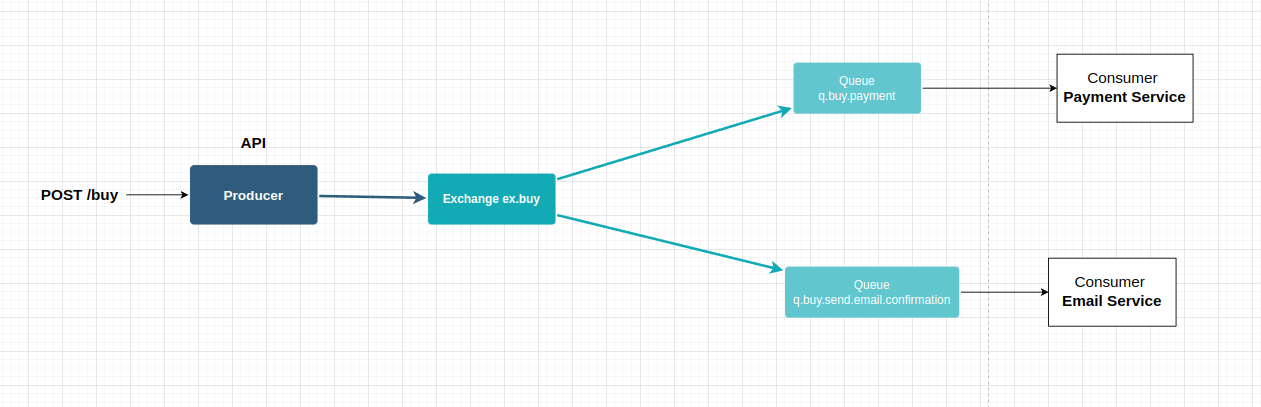 API
POST /buy
Producer
Exchange ex.buy
Queue
q.buy.payment
Consumer
Payment Service
Queue
q.buy.send.email.confirmation
Consumer
Email Service